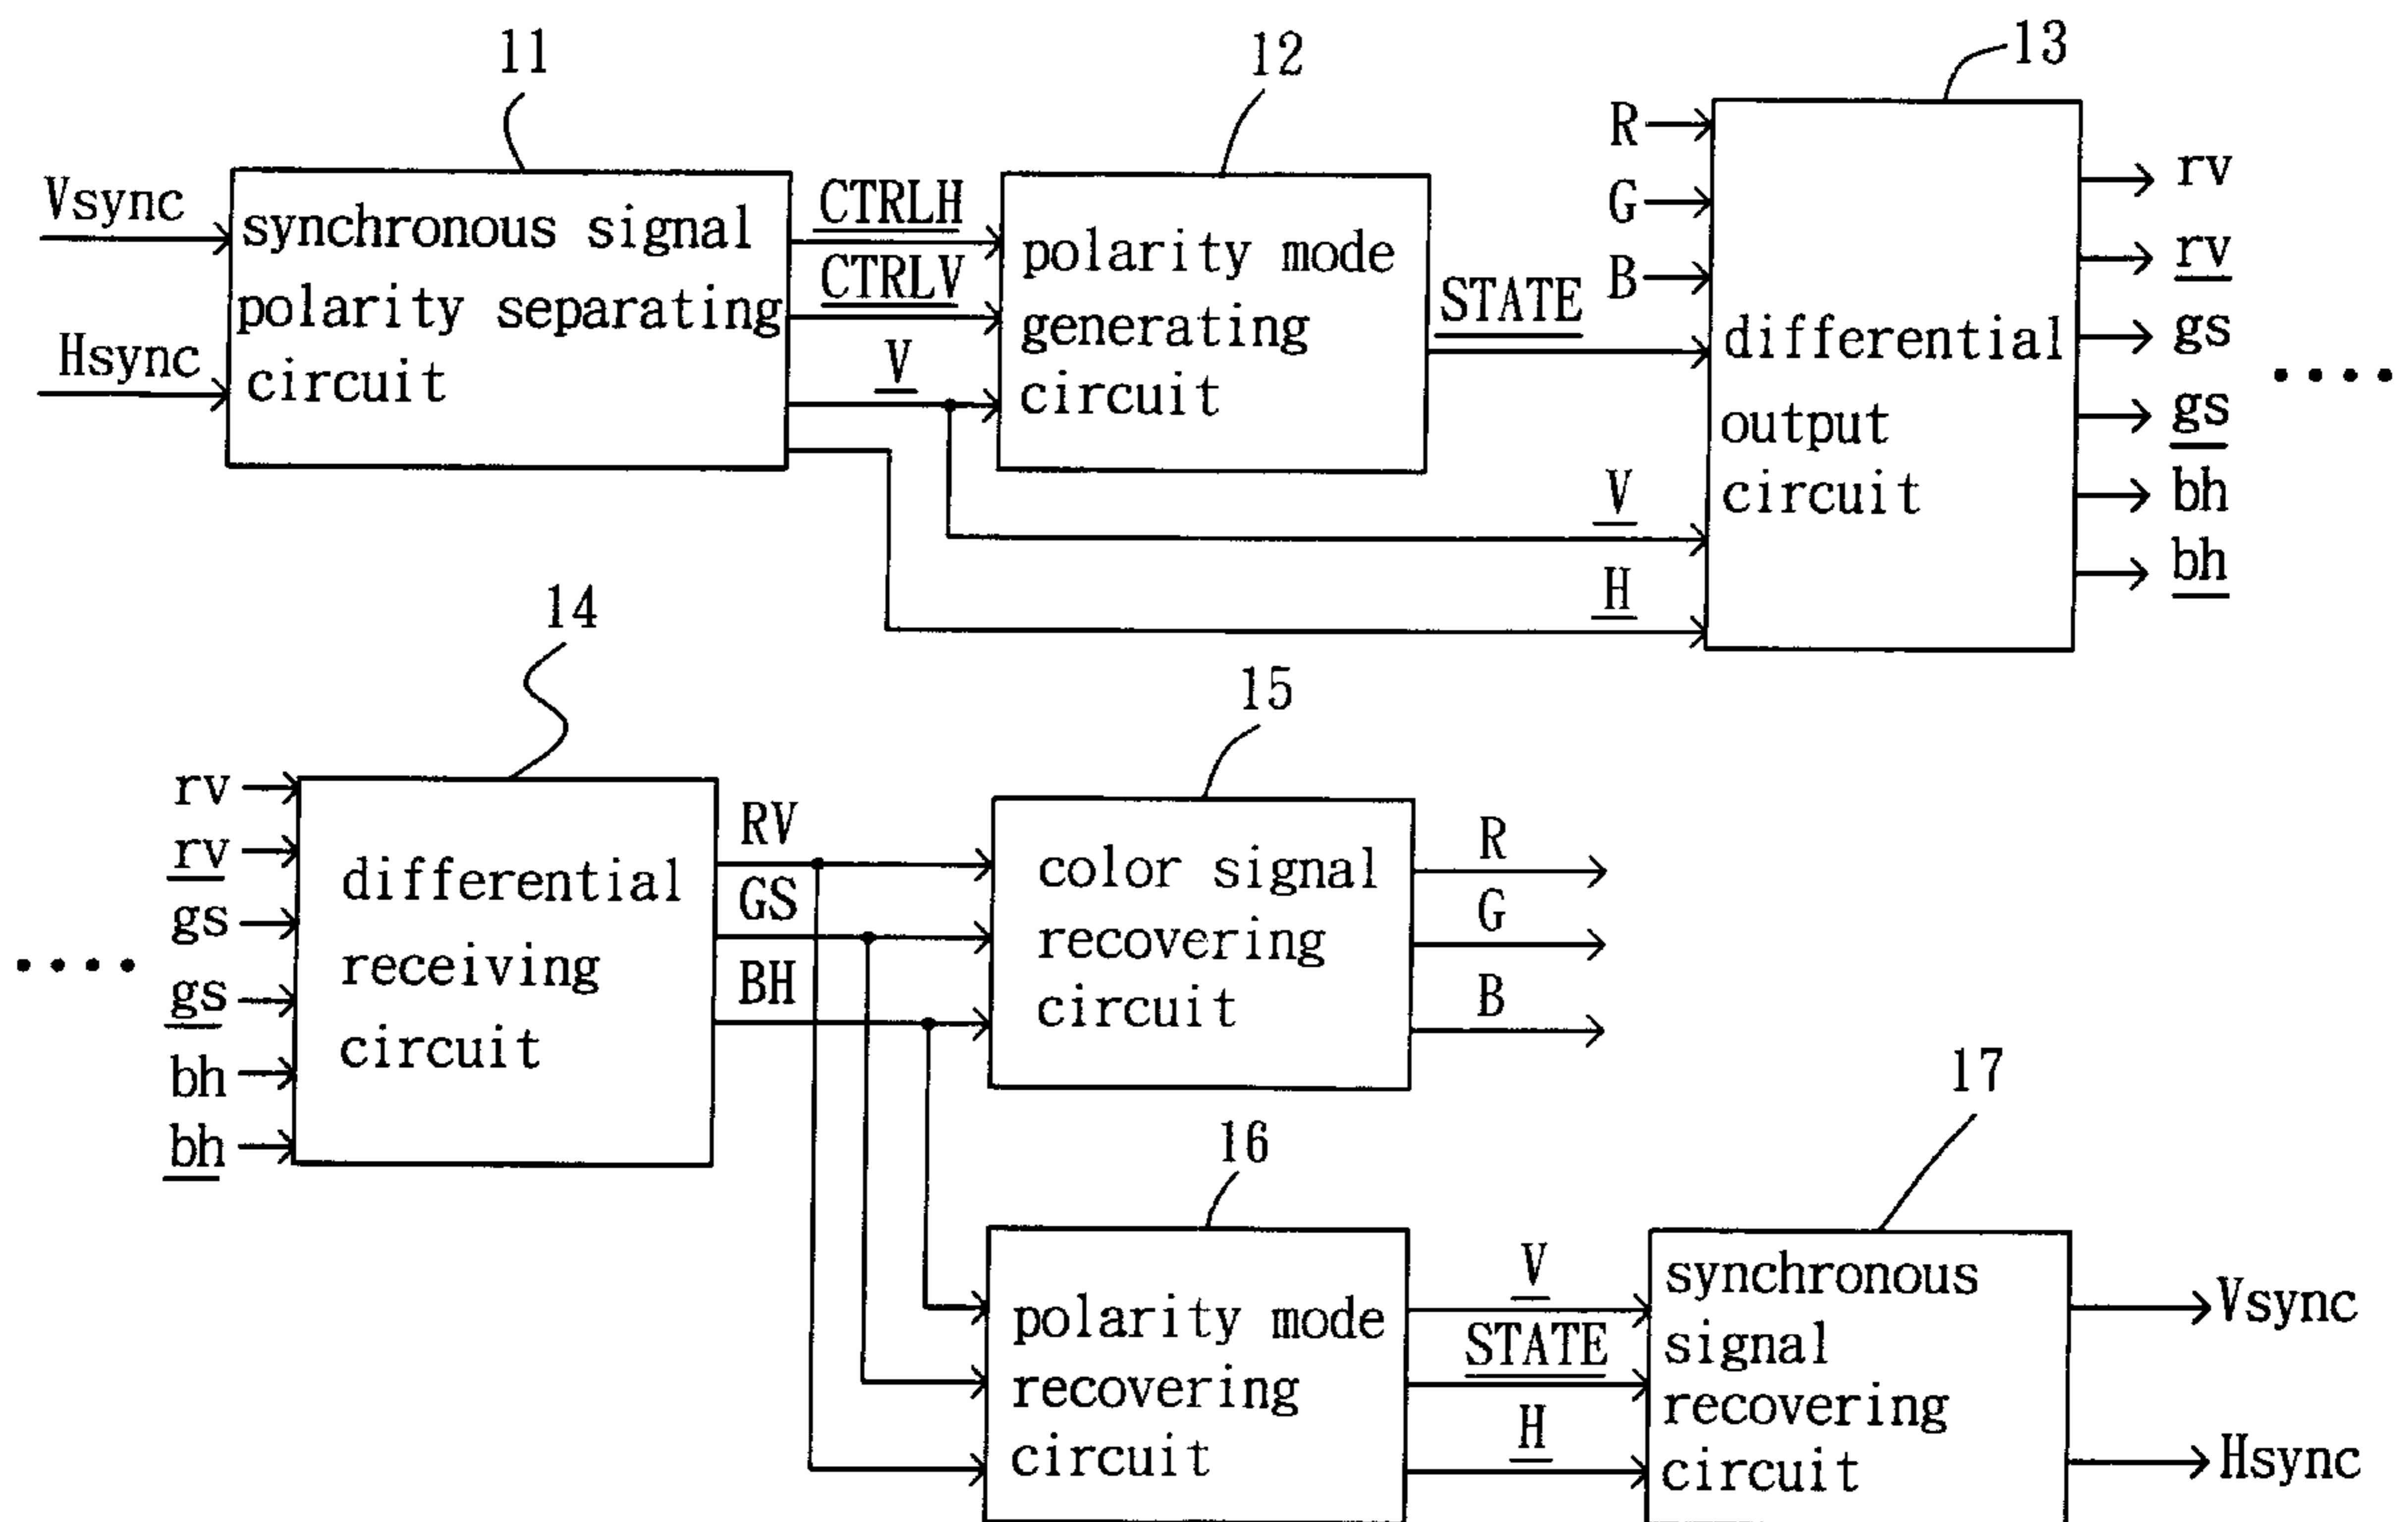 11
12
13
Vsync
Hsync
synchronous signal
polarity separating
circuit
CTRLH
CTRLV
V
polarity mode
generating
circuit
STATE
R
G
B
V
H
differential
output
circuit
rv
rv
gs
gs
bh
bh
14
15
rv
rv
gs
gs
bh
bh
differential
receiving
circuit
RV
GS
BH
color signal
recovering
circuit
R
G
B
16
17
polarity mode
recovering
circuit
V
STATE
H
synchronous
signal
recovering
circuit
Vsync
Hsync